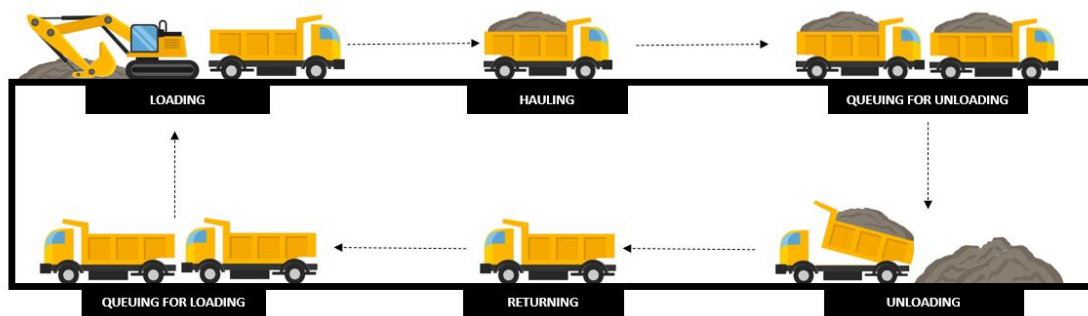 LOADING
HAULING
QUEUING FOR UNLOADING
QUEUING FOR LOADING
RETURNING
UNLOADING